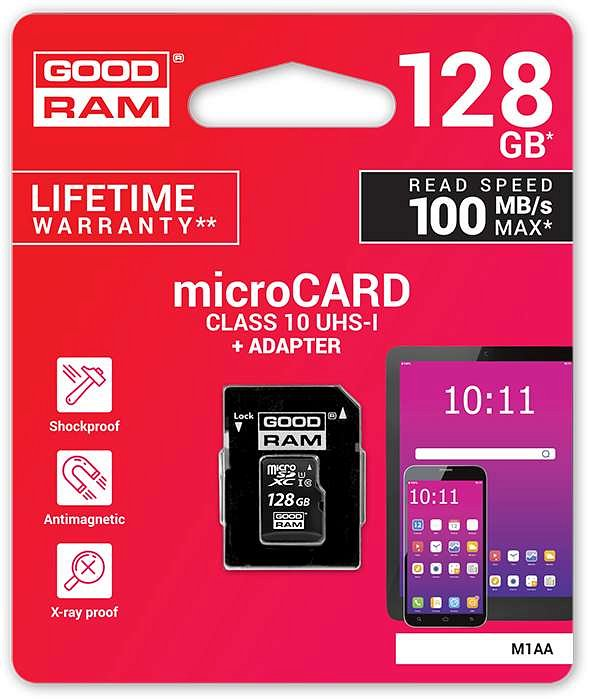 GOOD
RAM
®
128
GB*
LIFETIME
WARRANTY**
READ SPEED
100 MB/s
MAX*
microCARD
CLASS 10 UHS-I
+ ADAPTER
Shockproof
Antimagnetic
X-ray proof
Lock
GOOD
RAM
®
micro
SD
XC
128 GB
GOOD
RAM
10:11
10:11
M1AA